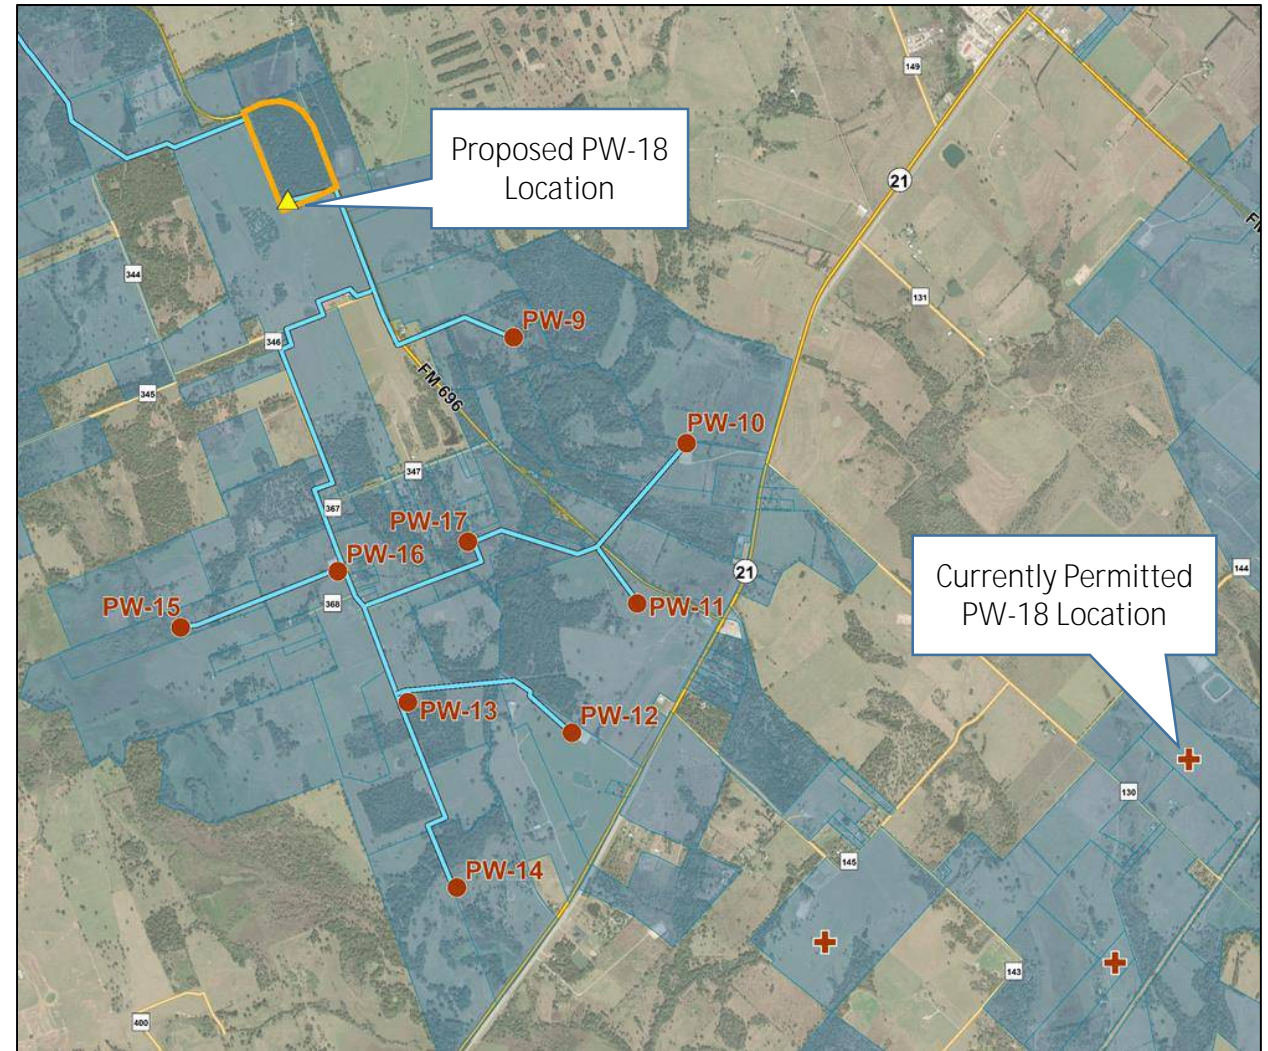 149
Proposed PW-18
Location
21
FM
344
131
PW-9
346
345
FM 696
PW-10
347
367
PW-17
PW-16
21
144
Currently Permitted
PW-18 Location
PW-15
368
PW-11
PW-13
PW-12
130
145
PW-14
143
400